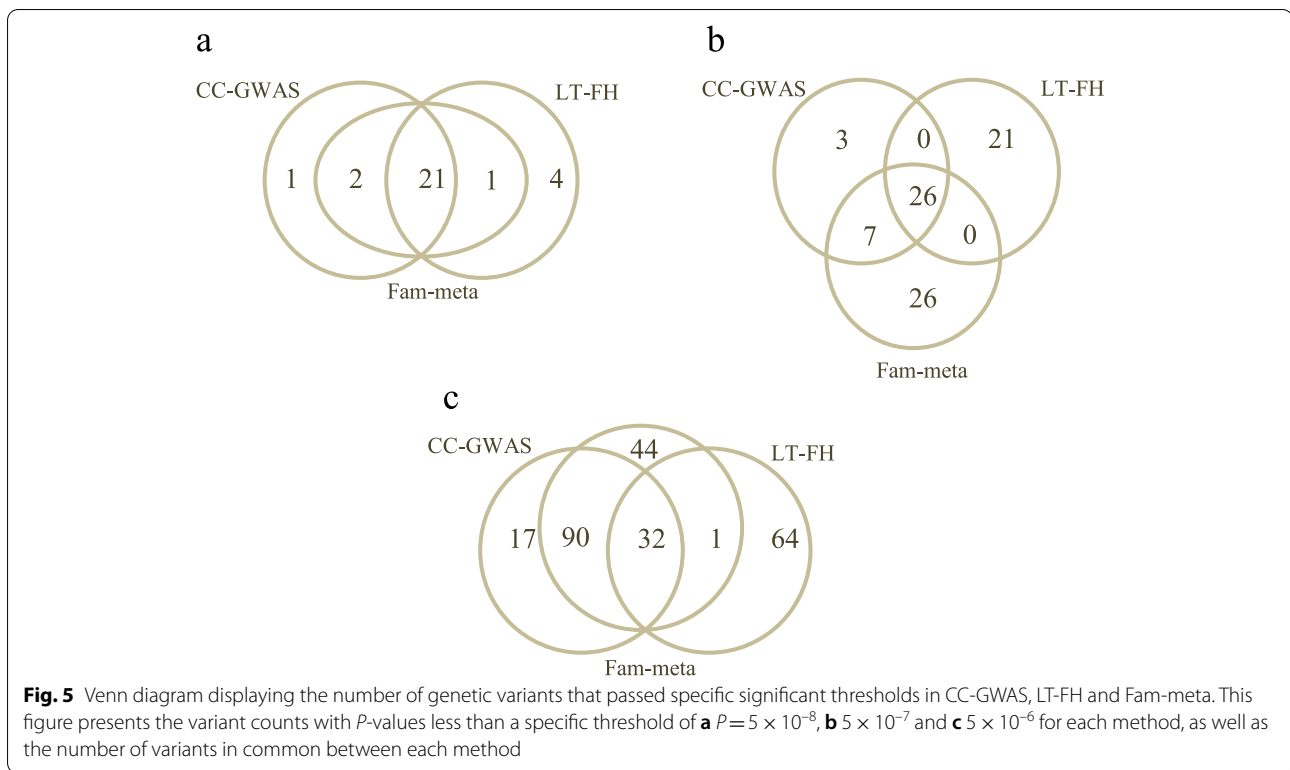 a
CC-GWAS
LT-FH
1 2 21 1 4
Fam-meta
b
CC-GWAS
LT-FH
3 0 21
26
7 0
26
Fam-meta
c
CC-GWAS
LT-FH
44
17 90 32 1 64
Fam-meta
Fig. 5 Venn diagram displaying the number of genetic variants that passed specific significant thresholds in CC-GWAS, LT-FH and Fam-meta. This
figure presents the variant counts with P-values less than a specific threshold of a P = 5 × 10⁻⁸, b 5 × 10⁻⁷ and c 5 × 10⁻⁶ for each method, as well as
the number of variants in common between each method